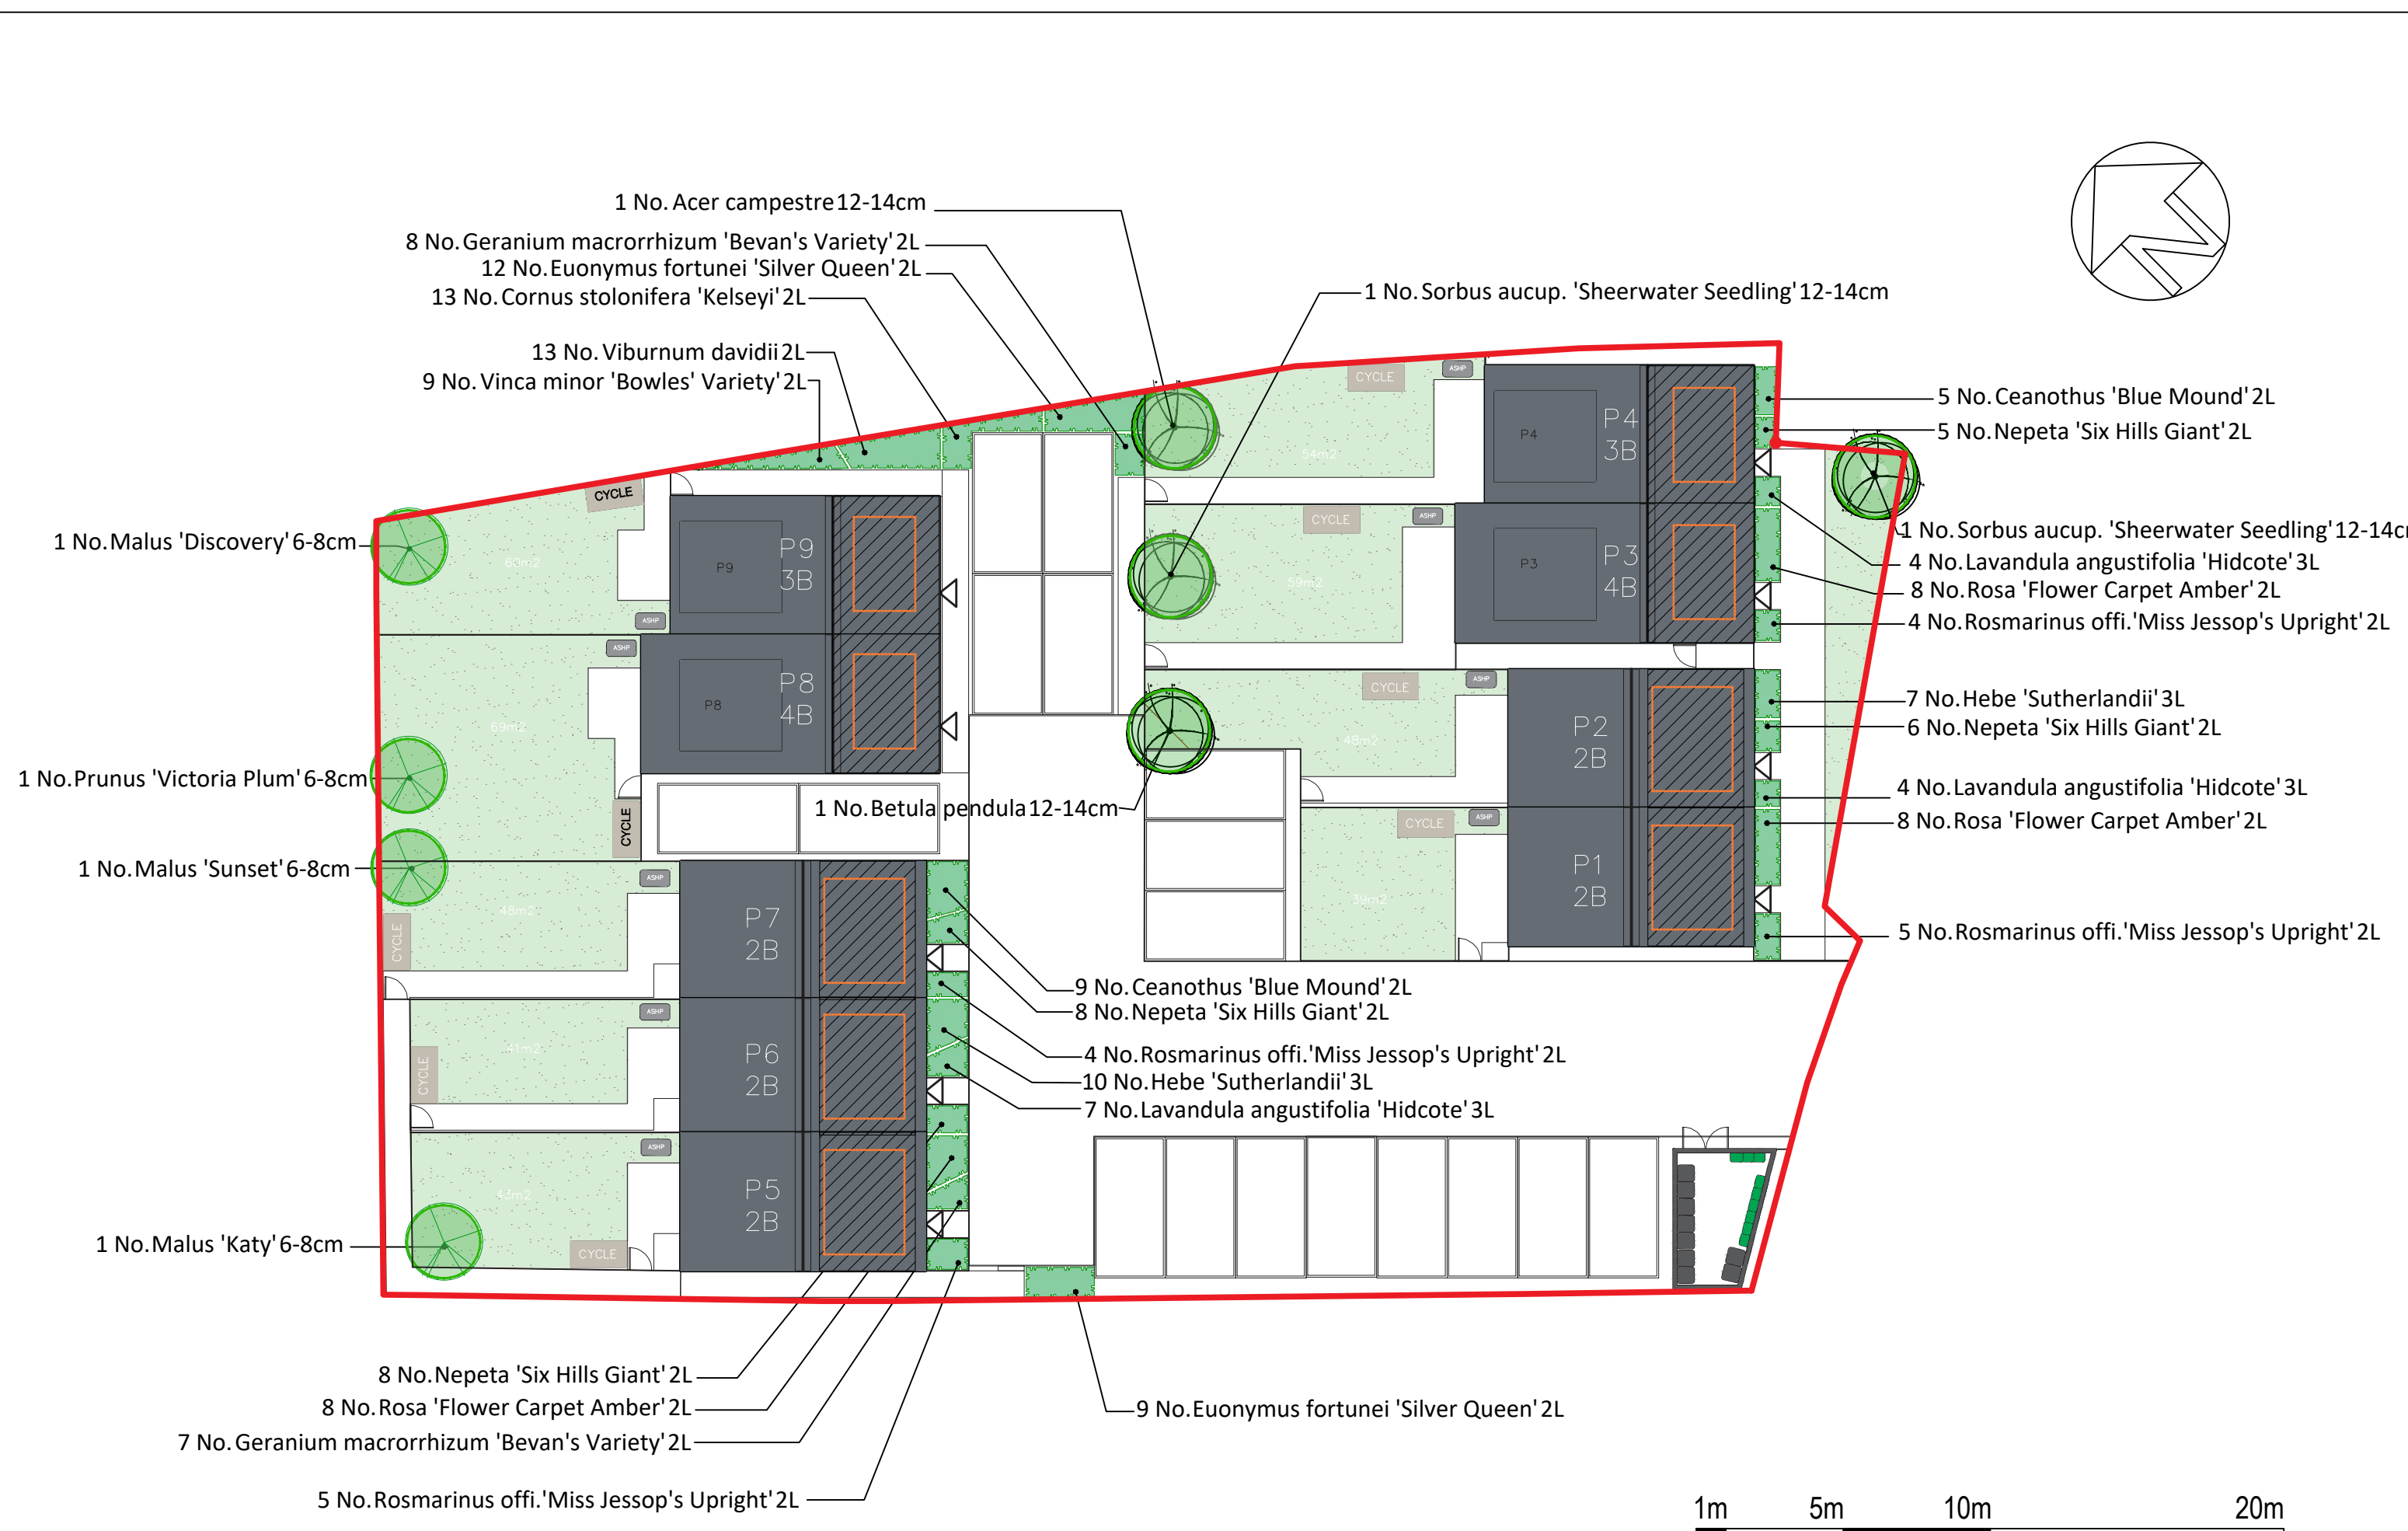 1 No. Acer campestre 12-14cm
8 No. Geranium macrorrhizum 'Bevan's Variety' 2L
12 No. Euonymus fortunei 'Silver Queen' 2L
13 No. Cornus stolonifera 'Kelseyi' 2L
1 No. Sorbus aucup. 'Sheerwater Seedling' 12-14cm
13 No. Viburnum davidii 2L
9 No. Vinca minor 'Bowles' Variety' 2L
CYCLE
ASHP
5 No. Ceanothus 'Blue Mound' 2L
5 No. Nepeta 'Six Hills Giant' 2L
P4
P4
3B
54m2
CYCLE
1 No. Malus 'Discovery' 6-8cm
60m2
P9
P9
3B
ASHP
CYCLE
ASHP
59m2
P3
P3
4B
1 No. Sorbus aucup. 'Sheerwater Seedling' 12-14c
4 No. Lavandula angustifolia 'Hidcote' 3L
8 No. Rosa 'Flower Carpet Amber' 2L
4 No. Rosmarinus offi. 'Miss Jessop's Upright' 2L
ASHP
69m2
P8
P8
4B
CYCLE
ASHP
48m2
P2
2B
7 No. Hebe 'Sutherlandii' 3L
6 No. Nepeta 'Six Hills Giant' 2L
1 No. Prunus 'Victoria Plum' 6-8cm
CYCLE
1 No. Betula pendula 12-14cm
CYCLE
ASHP
39m2
P1
2B
4 No. Lavandula angustifolia 'Hidcote' 3L
8 No. Rosa 'Flower Carpet Amber' 2L
5 No. Rosmarinus offi. 'Miss Jessop's Upright' 2L
1 No. Malus 'Sunset' 6-8cm
ASHP
48m2
CYCLE
P7
2B
9 No. Ceanothus 'Blue Mound' 2L
8 No. Nepeta 'Six Hills Giant' 2L
ASHP
41m2
CYCLE
P6
2B
4 No. Rosmarinus offi. 'Miss Jessop's Upright' 2L
10 No. Hebe 'Sutherlandii' 3L
7 No. Lavandula angustifolia 'Hidcote' 3L
ASHP
43m2
P5
2B
CYCLE
1 No. Malus 'Katy' 6-8cm
8 No. Nepeta 'Six Hills Giant' 2L
8 No. Rosa 'Flower Carpet Amber' 2L
7 No. Geranium macrorrhizum 'Bevan's Variety' 2L
5 No. Rosmarinus offi. 'Miss Jessop's Upright' 2L
9 No. Euonymus fortunei 'Silver Queen' 2L
1m 5m 10m 20m